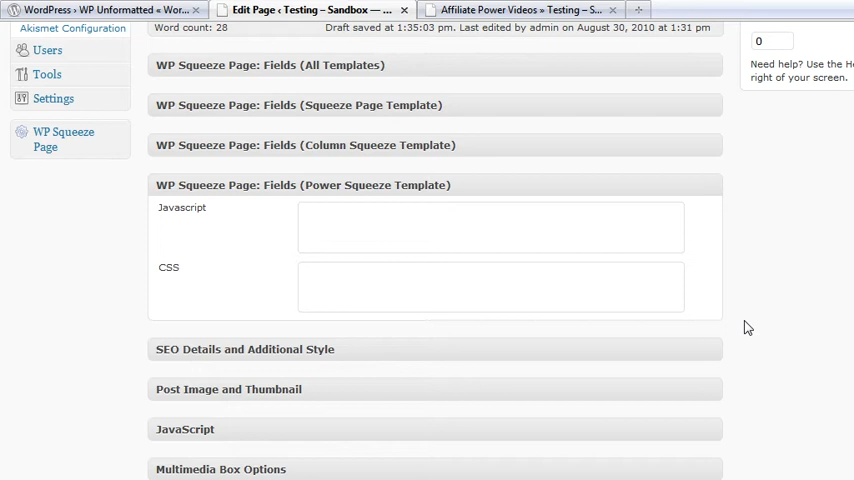 WordPress › WP Unformatted « Wor...
Edit Page ‹ Testing – Sandbox — ...
Affiliate Power Videos » Testing – S...
Akismet Configuration
Users
Tools
Settings
WP Squeeze
Page
Word count: 28
Draft saved at 1:35:03 pm. Last edited by admin on August 30, 2010 at 1:31 pm
WP Squeeze Page: Fields (All Templates)
WP Squeeze Page: Fields (Squeeze Page Template)
WP Squeeze Page: Fields (Column Squeeze Template)
WP Squeeze Page: Fields (Power Squeeze Template)
Javascript
CSS
SEO Details and Additional Style
Post Image and Thumbnail
JavaScript
Multimedia Box Options
0
Need help? Use the He
right of your screen.